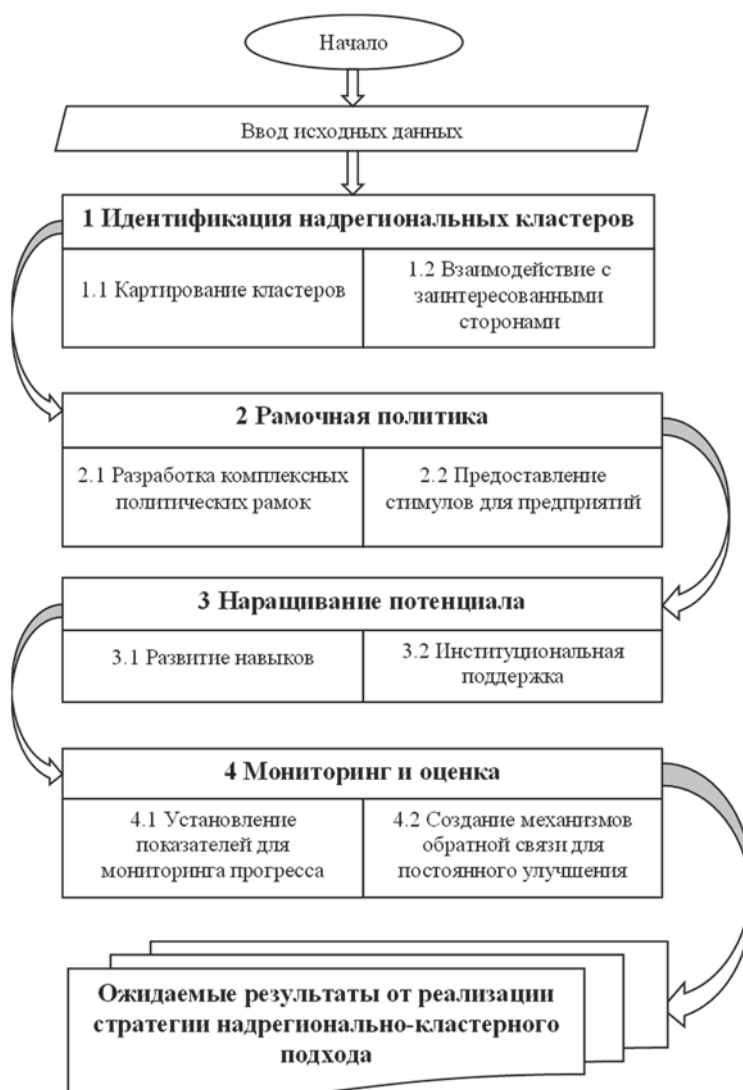 Начало
Ввод исходных данных
1 Идентификация надрегиональных кластеров
1.1 Картирование кластеров
1.2 Взаимодействие с
заинтересованными
сторонами
2 Рамочная политика
2.1 Разработка комплексных
политических рамок
2.2 Предоставление
стимулов для предприятий
3 Наращивание потенциала
3.1 Развитие навыков
3.2 Институциональная
поддержка
4 Мониторинг и оценка
4.1 Установление
показателей для
мониторинга прогресса
4.2 Создание механизмов
обратной связи для
постоянного улучшения
Ожидаемые результаты от реализации
стратегии надрегионально-кластерного
подхода